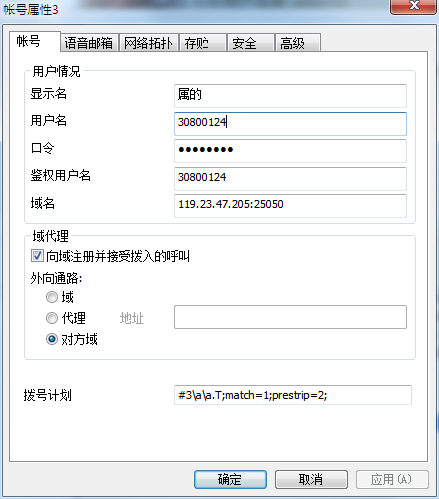 帐号属性3
帐号 语音邮箱 网络拓扑 存贮 安全 高级
用户情况
显示名 属的
用户名 30800124
口令 ●●●●●●●●
鉴权用户名 30800124
域名 119.23.47.205:25050
域代理
向域注册并接受拨入的呼叫
外向通路:
域
代理 地址
对方域
拨号计划 #3\a\a.T;match=1;prestrip=2;
确定 取消 应用(A)